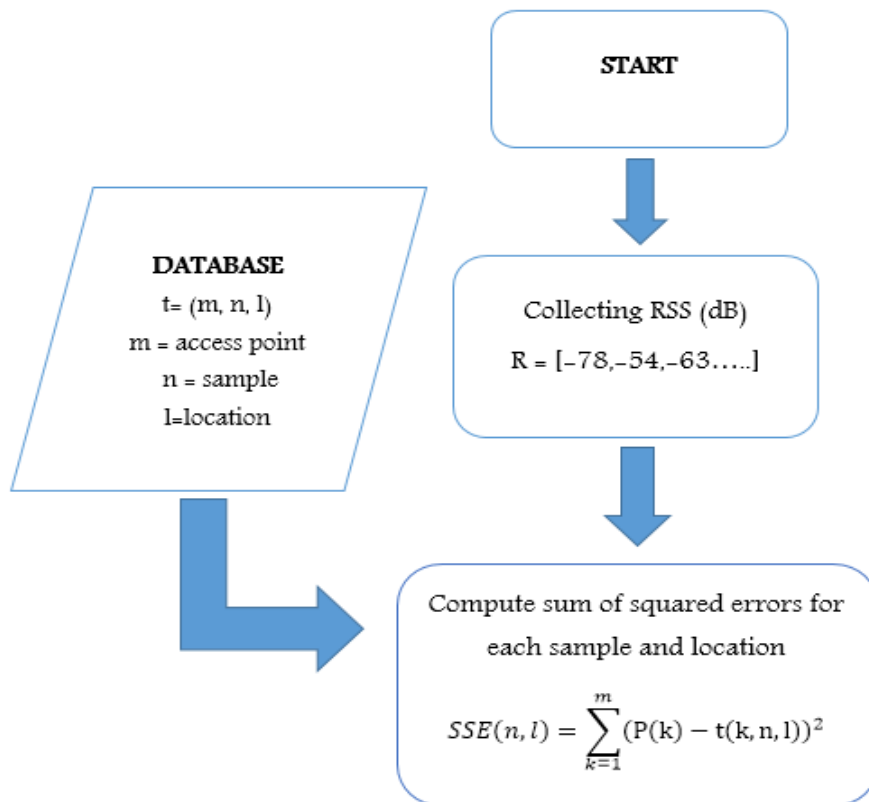 START
DATABASE
t= (m, n, l)
m = access point
n = sample
l=location
Collecting RSS (dB)
R = [-78,-54,-63.....]
Compute sum of squared errors for
each sample and location
SSE(n, l) = ∑_{k=1}^{m} (P(k) − t(k, n, l))²